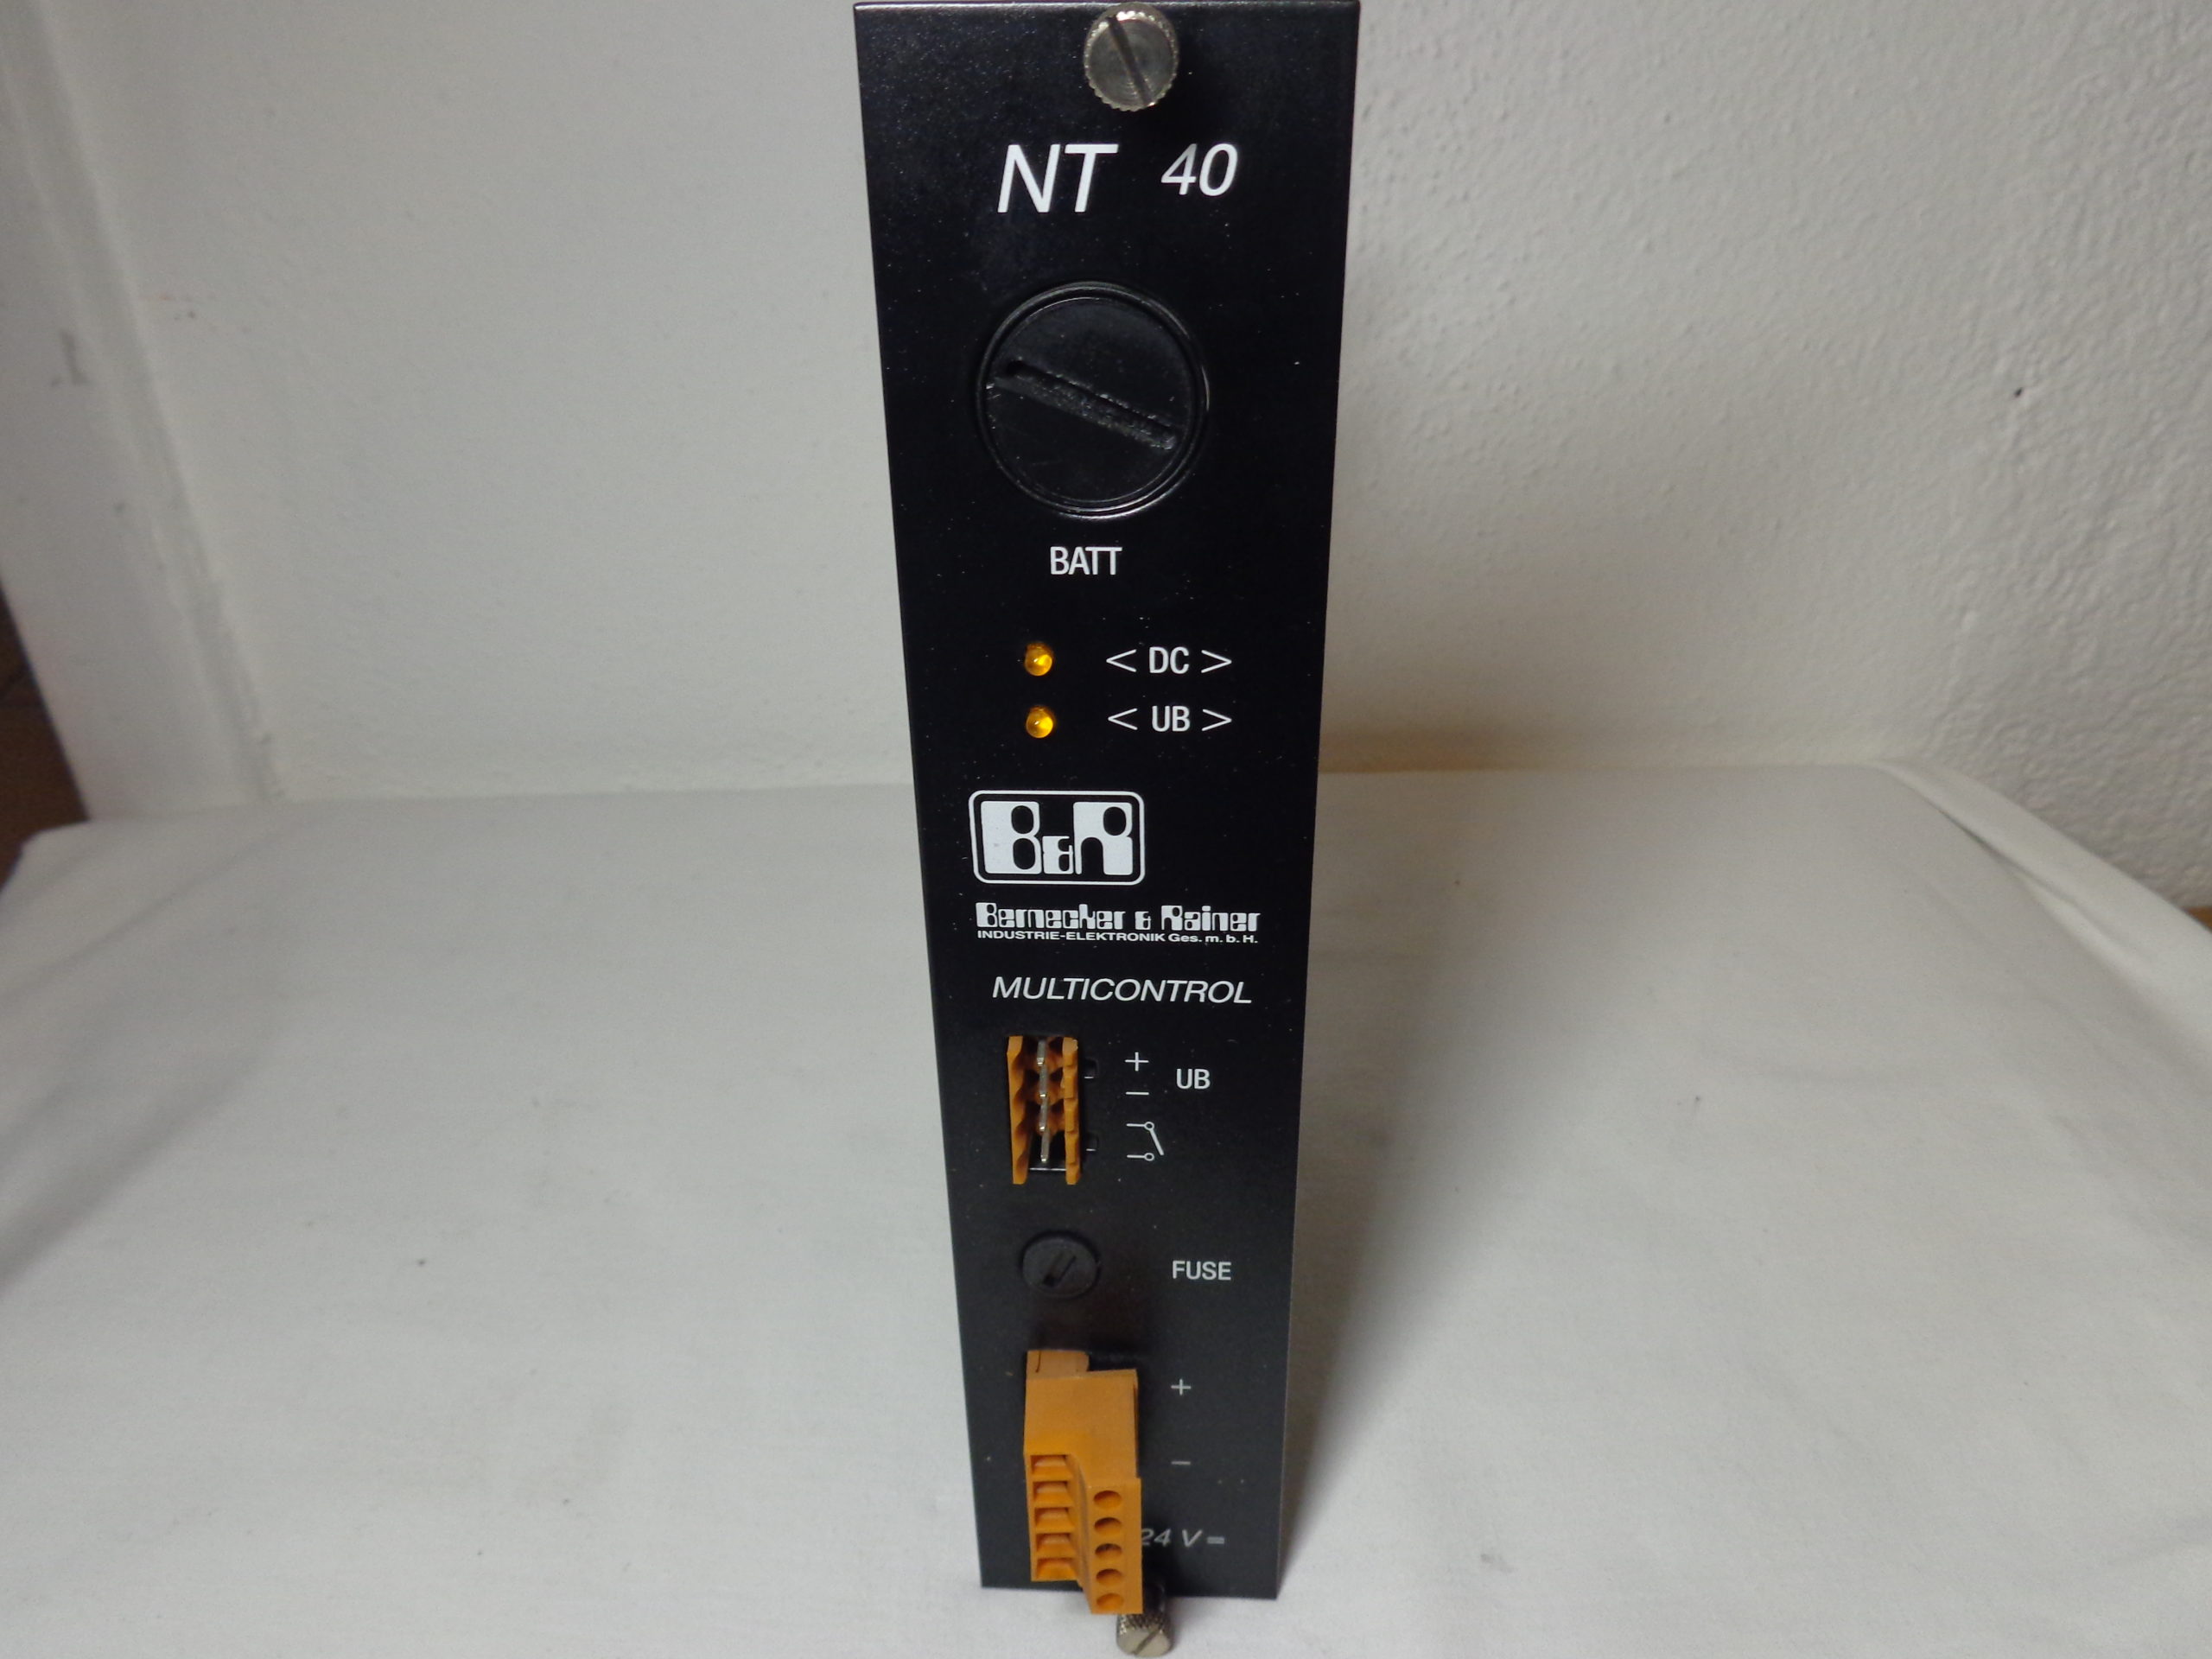 NT 40
BATT
< DC >
< UB >
B&R
Bernecker & Rainer
INDUSTRIE-ELEKTRONIK Ges. m. b. H.
MULTICONTROL
+
− UB
FUSE
+
−
24 V =